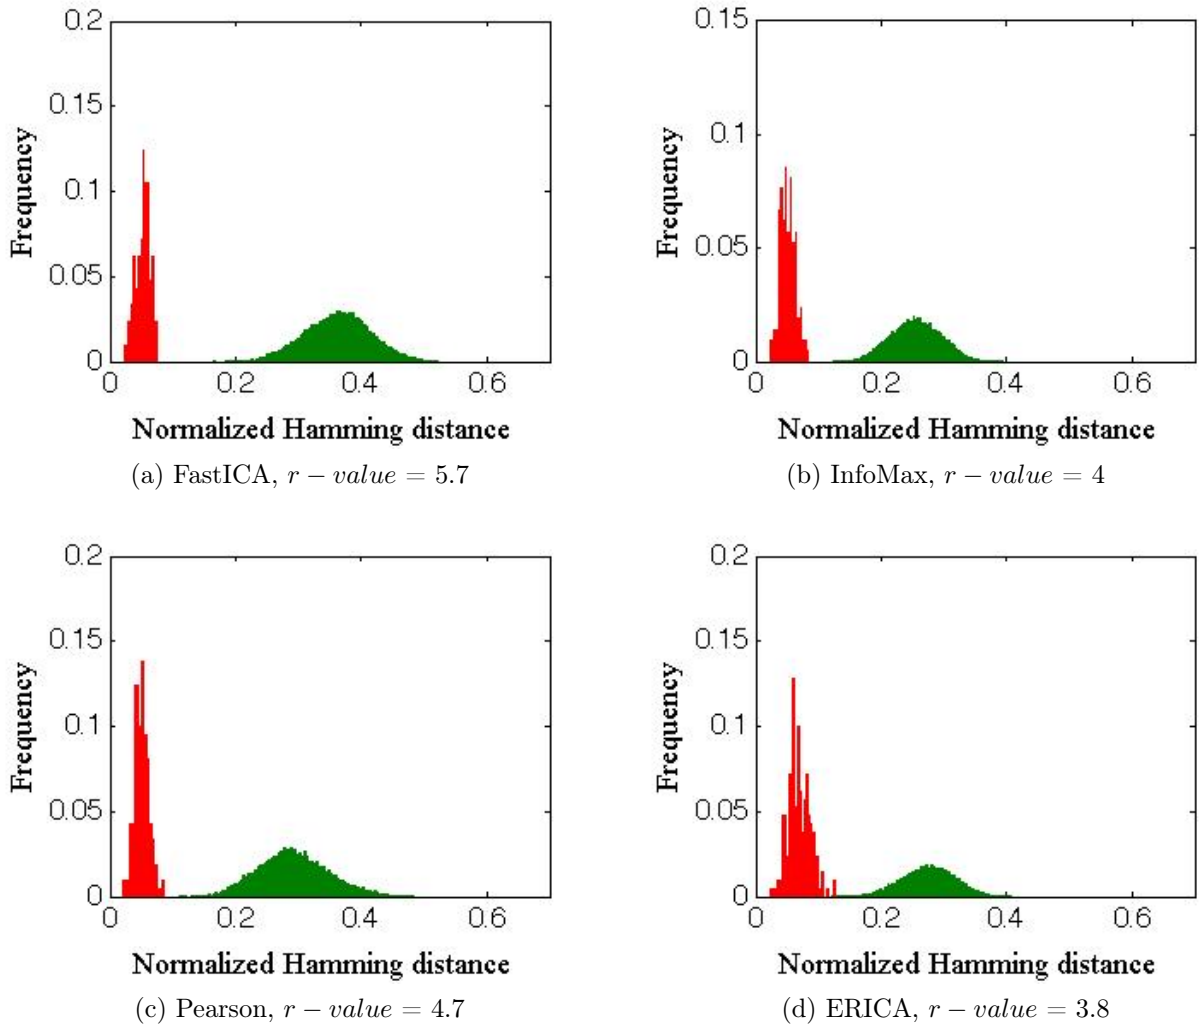 0.2
0.15
0.1
0.05
0
0 0.2 0.4 0.6
Frequency
Normalized Hamming distance
(a) FastICA, r − value = 5.7
0.15
0.1
0.05
0
0 0.2 0.4 0.6
Frequency
Normalized Hamming distance
(b) InfoMax, r − value = 4
0.2
0.15
0.1
0.05
0
0 0.2 0.4 0.6
Frequency
Normalized Hamming distance
(c) Pearson, r − value = 4.7
0.2
0.15
0.1
0.05
0
0 0.2 0.4 0.6
Frequency
Normalized Hamming distance
(d) ERICA, r − value = 3.8